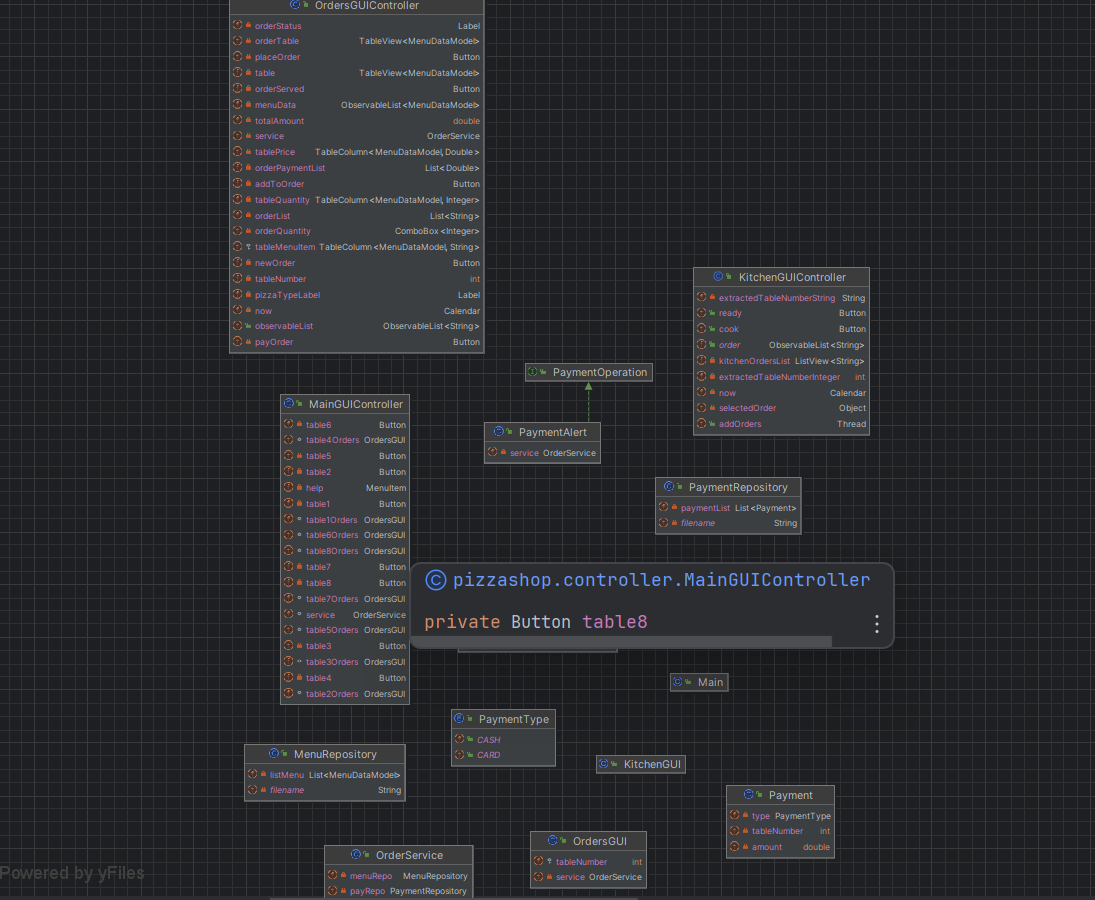 OrdersGUIController
orderStatus Label
orderTable TableView<MenuDataModel>
placeOrder Button
table TableView<MenuDataModel>
orderServed Button
menuData ObservableList<MenuDataModel>
totalAmount double
service OrderService
tablePrice TableColumn<MenuDataModel, Double>
orderPaymentList List<Double>
addToOrder Button
tableQuantity TableColumn<MenuDataModel, Integer>
orderList List<String>
orderQuantity ComboBox<Integer>
tableMenuItem TableColumn<MenuDataModel, String>
newOrder Button
tableNumber int
pizzaTypeLabel Label
now Calendar
observableList ObservableList<String>
payOrder Button
KitchenGUIController
extractedTableNumberString String
ready Button
cook Button
order ObservableList<String>
kitchenOrdersList ListView<String>
extractedTableNumberInteger int
now Calendar
selectedOrder Object
addOrders Thread
PaymentOperation
MainGUIController
table6 Button
table4Orders OrdersGUI
table5 Button
table2 Button
help MenuItem
table1 Button
table1Orders OrdersGUI
table6Orders OrdersGUI
table8Orders OrdersGUI
table7 Button
table8 Button
table7Orders OrdersGUI
service OrderService
table5Orders OrdersGUI
table3 Button
table3Orders OrdersGUI
table4 Button
table2Orders OrdersGUI
PaymentAlert
service OrderService
PaymentRepository
paymentList List<Payment>
filename String
pizzashop.controller.MainGUIController
private Button table8
Main
PaymentType
CASH
CARD
MenuRepository
listMenu List<MenuDataModel>
filename String
KitchenGUI
Payment
type PaymentType
tableNumber int
amount double
OrdersGUI
tableNumber int
service OrderService
OrderService
menuRepo MenuRepository
payRepo PaymentRepository
Powered by yFiles